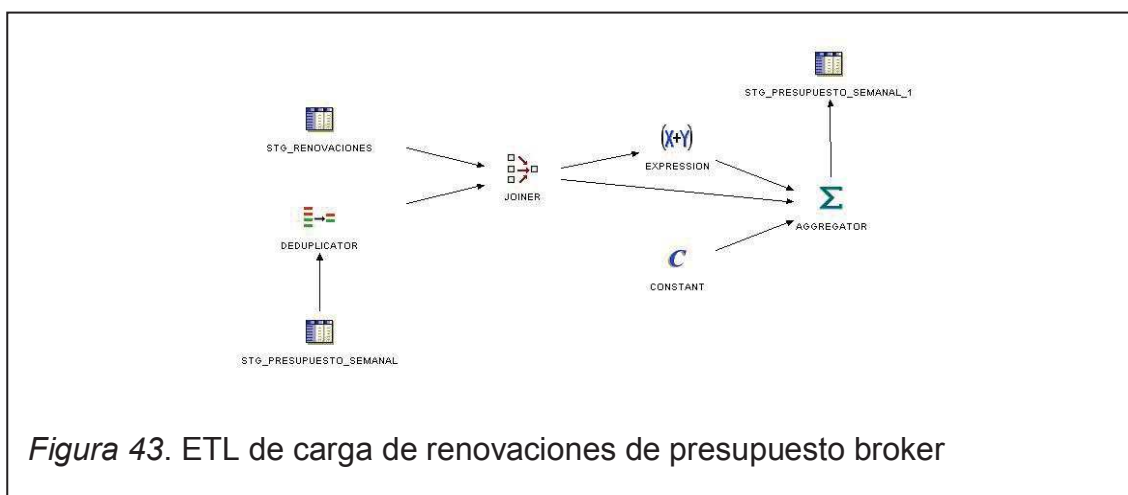 STG_PRESUPUESTO_SEMANAL_1
STG_RENOVACIONES
(X+Y)
EXPRESSION
JOINER
Σ
AGGREGATOR
DEDUPLICATOR
C
CONSTANT
STG_PRESUPUESTO_SEMANAL
Figura 43. ETL de carga de renovaciones de presupuesto broker